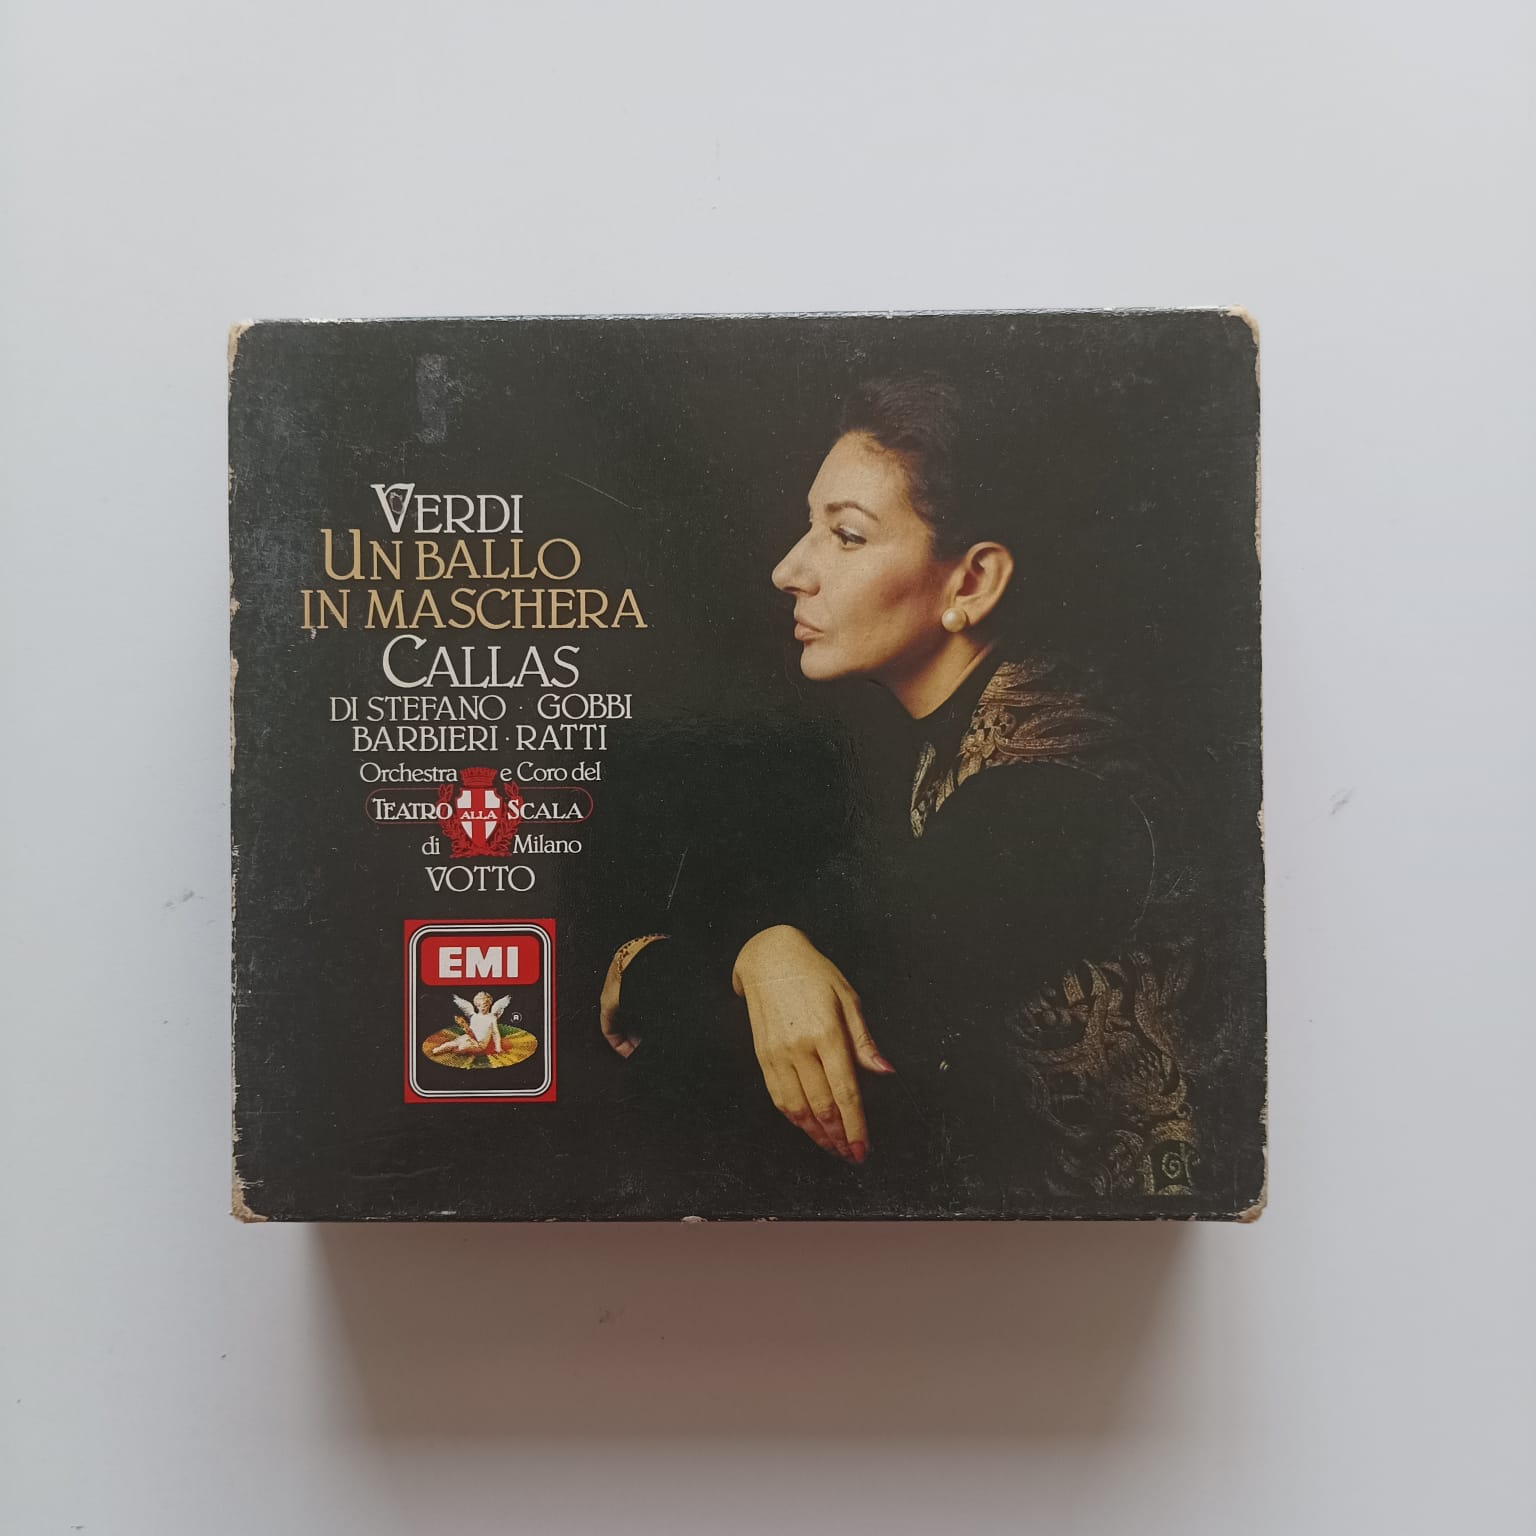 VERDI
UN BALLO
IN MASCHERA
CALLAS
DI STEFANO · GOBBI
BARBIERI · RATTI
Orchestra e Coro del
TEATRO ALLA SCALA
di Milano
VOTTO
EMI
®